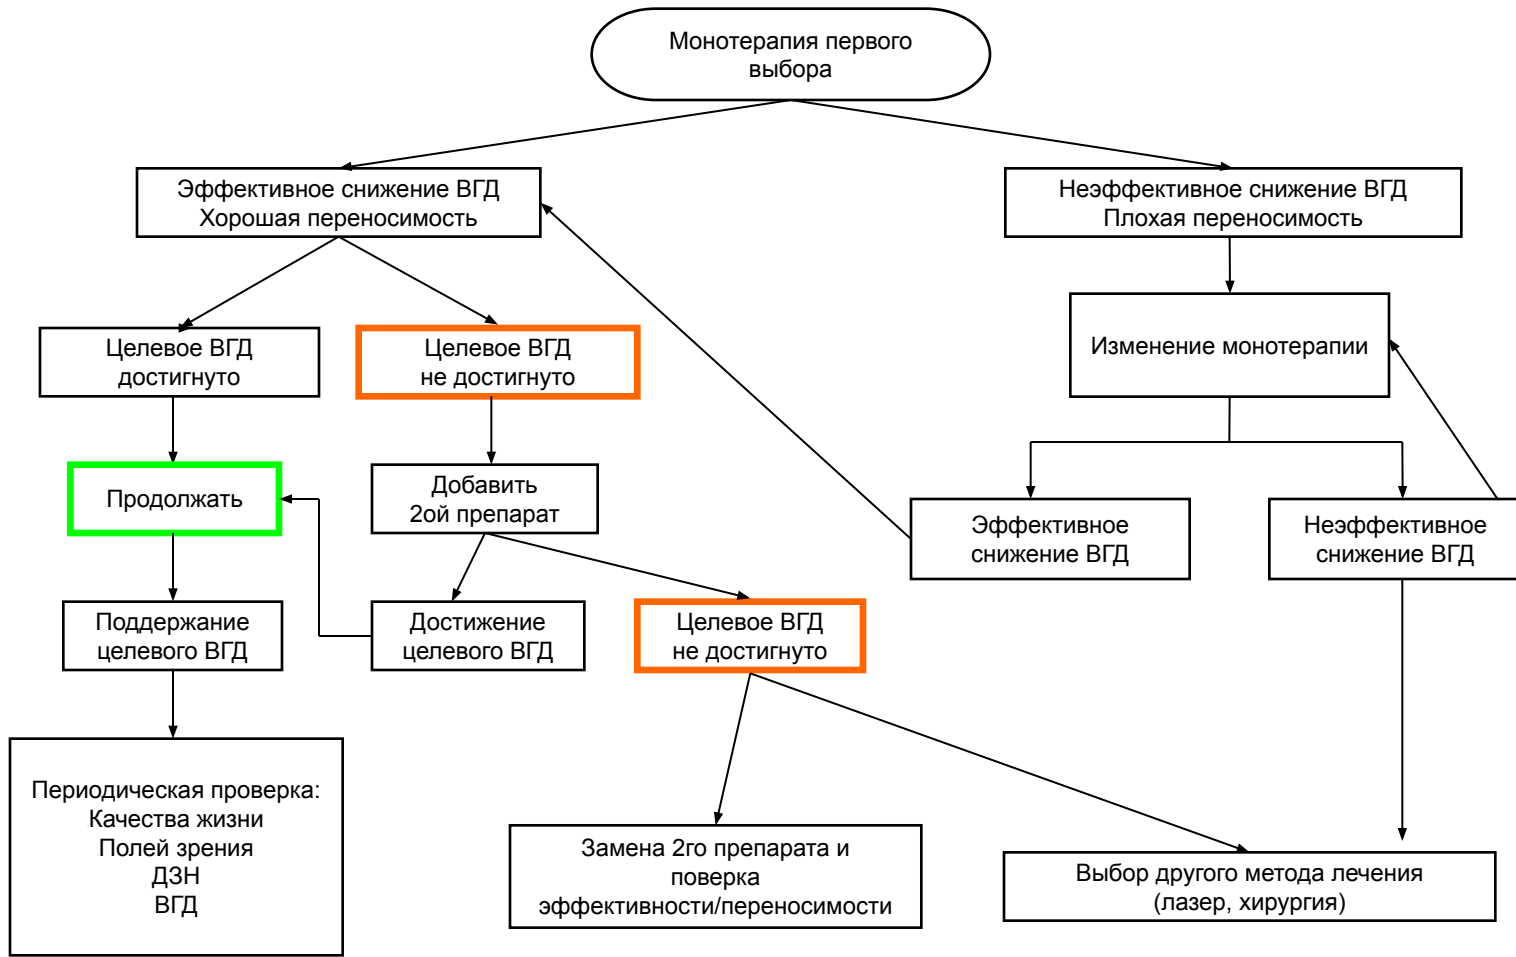 Монотерапия первого
выбора
Эффективное снижение ВГД
Хорошая переносимость
Неэффективное снижение ВГД
Плохая переносимость
Целевое ВГД
достигнуто
Целевое ВГД
не достигнуто
Изменение монотерапии
Продолжать
Добавить
2ой препарат
Эффективное
снижение ВГД
Неэффективное
снижение ВГД
Поддержание
целевого ВГД
Достижение
целевого ВГД
Целевое ВГД
не достигнуто
Периодическая проверка:
Качества жизни
Полей зрения
ДЗН
ВГД
Замена 2го препарата и
поверка
эффективности/переносимости
Выбор другого метода лечения
(лазер, хирургия)